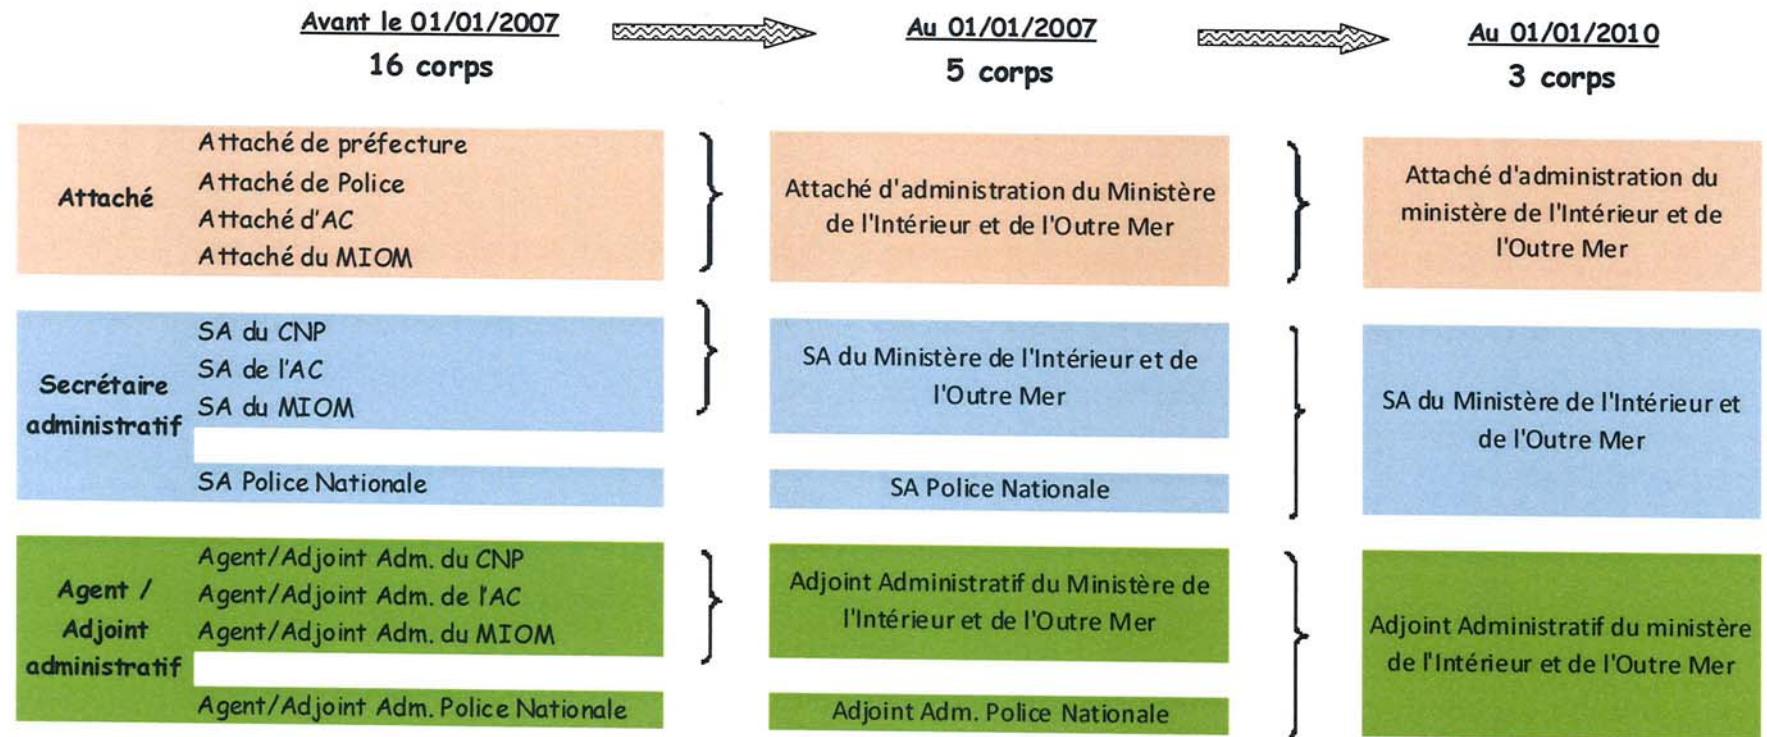 Avant le 01/01/2007
16 corps
Au 01/01/2007
5 corps
Au 01/01/2010
3 corps
Attaché
Attaché de préfecture
Attaché de Police
Attaché d'AC
Attaché du MIOM
Attaché d'administration du Ministère
de l'Intérieur et de l'Outre Mer
Attaché d'administration du
ministère de l'Intérieur et de
l'Outre Mer
Secrétaire
administratif
SA du CNP
SA de l'AC
SA du MIOM
SA Police Nationale
SA du Ministère de l'Intérieur et de
l'Outre Mer
SA Police Nationale
SA du Ministère de l'Intérieur et
de l'Outre Mer
Agent /
Adjoint
administratif
Agent/Adjoint Adm. du CNP
Agent/Adjoint Adm. de l'AC
Agent/Adjoint Adm. du MIOM
Agent/Adjoint Adm. Police Nationale
Adjoint Administratif du Ministère de
l'Intérieur et de l'Outre Mer
Adjoint Adm. Police Nationale
Adjoint Administratif du ministère
de l'Intérieur et de l'Outre Mer